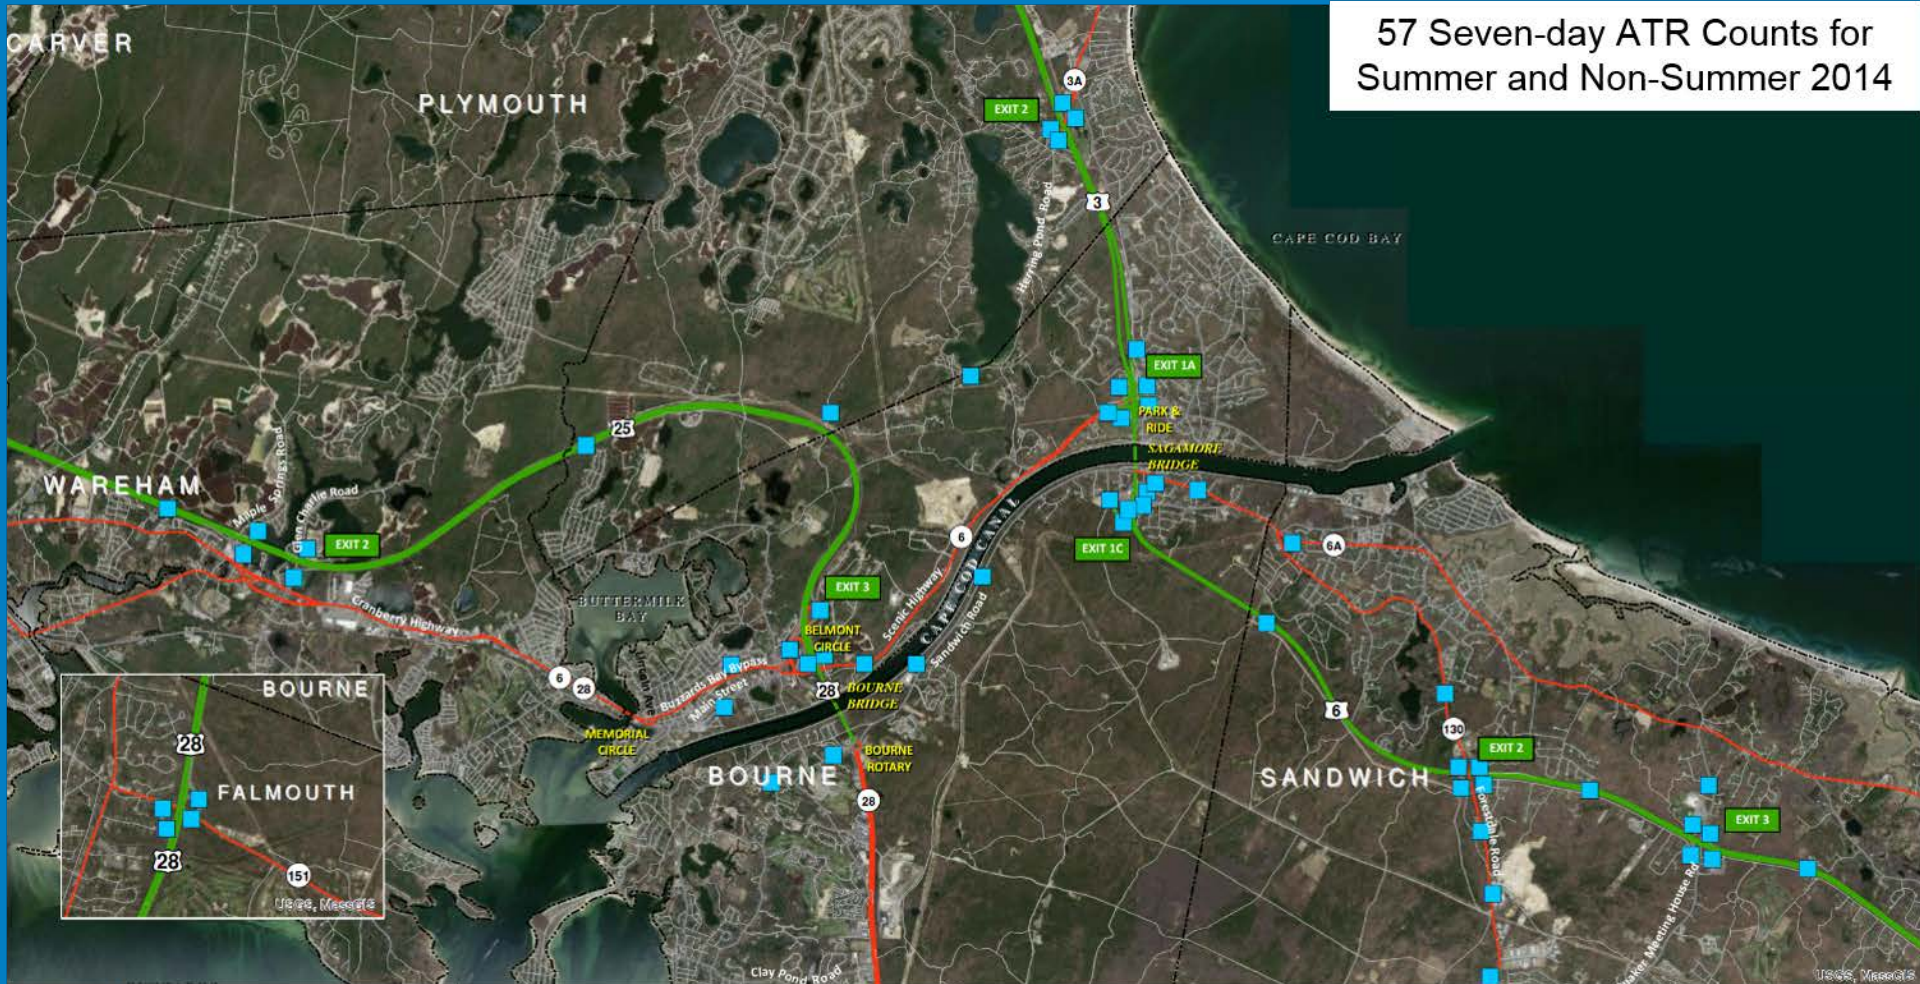 57 Seven-day ATR Counts for
Summer and Non-Summer 2014
CARVER
PLYMOUTH
3A
EXIT 2
3
Herring Pond Road
CAPE COD BAY
EXIT 1A
PARK &
RIDE
SAGAMORE
BRIDGE
25
WAREHAM
Maple Springs Road
Glen Charlie Road
EXIT 2
6
CAPE COD CANAL
EXIT 1C
6A
EXIT 3
BUTTERMILK
BAY
Cranberry Highway
BELMONT
CIRCLE
Scenic Highway
Sandwich Road
6
28
Buzzards Bay Bypass
Main Street
28
BOURNE
BRIDGE
MEMORIAL
CIRCLE
BOURNE
ROTARY
BOURNE
28
6
130
EXIT 2
SANDWICH
Forestdale Road
EXIT 3
Meeting House Rd
Clay Pond Road
BOURNE
28
FALMOUTH
28
151
USGS, MassGIS
USGS, MassGIS